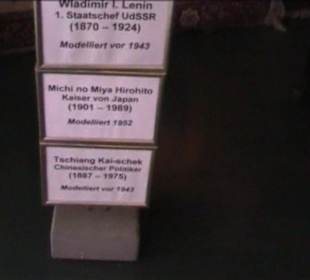 Wladimir I. Lenin
1. Staatschef UdSSR
(1870 – 1924)
Modelliert vor 1943
Michi no Miya Hirohito
Kaiser von Japan
(1901 – 1989)
Modelliert 1952
Tschiang Kai-schek
Chinesischer Politiker
(1887 – 1975)
Modelliert vor 1943